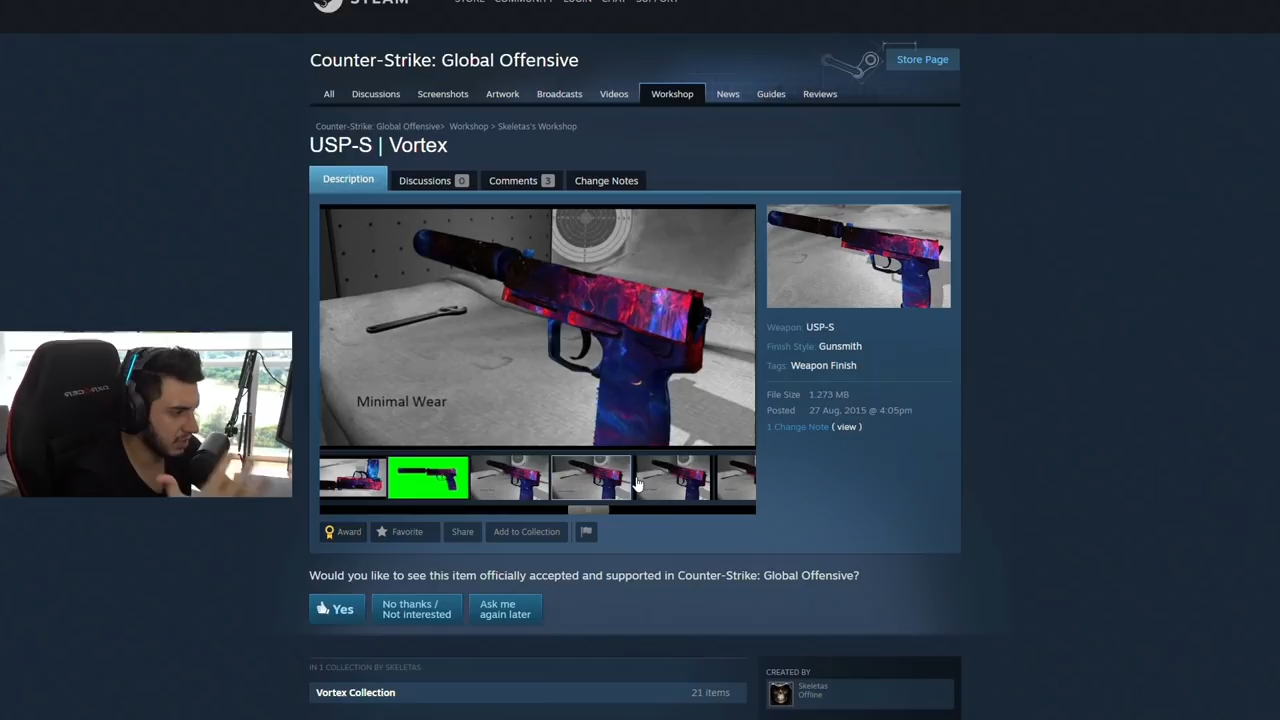 STEAM
STORE COMMUNITY LOGIN CHAT SUPPORT
Counter-Strike: Global Offensive
Store Page
All Discussions Screenshots Artwork Broadcasts Videos Workshop News Guides Reviews
Counter-Strike: Global Offensive> Workshop > Skeletas's Workshop
USP-S | Vortex
Description Discussions 0 Comments 3 Change Notes
Minimal Wear
Weapon: USP-S
Finish Style: Gunsmith
Tags: Weapon Finish
File Size 1.273 MB
Posted 27 Aug, 2015 @ 4:05pm
1 Change Note ( view )
Award Favorite Share Add to Collection
Would you like to see this item officially accepted and supported in Counter-Strike: Global Offensive?
Yes
No thanks /
Not interested
Ask me
again later
IN 1 COLLECTION BY SKELETAS
Vortex Collection 21 items
CREATED BY
Skeletas
Offline